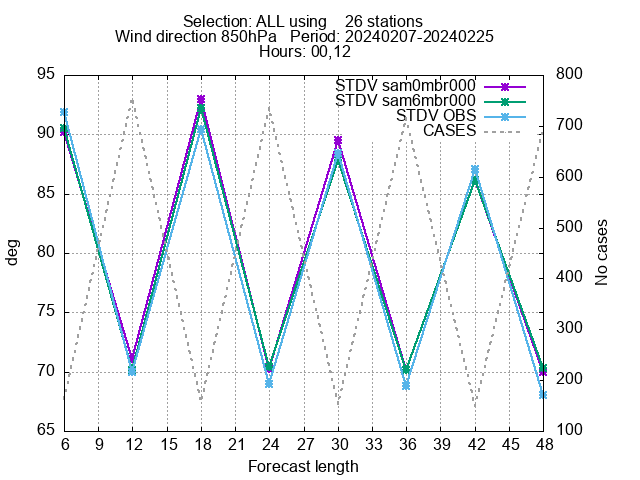 Selection: ALL using    26 stations
Wind direction 850hPa   Period: 20240207-20240225
Hours: 00,12
STDV sam0mbr000
STDV sam6mbr000
STDV OBS
CASES
95
90
85
80
75
70
65
deg
800
700
600
500
400
300
200
100
No cases
6 9 12 15 18 21 24 27 30 33 36 39 42 45 48
Forecast length